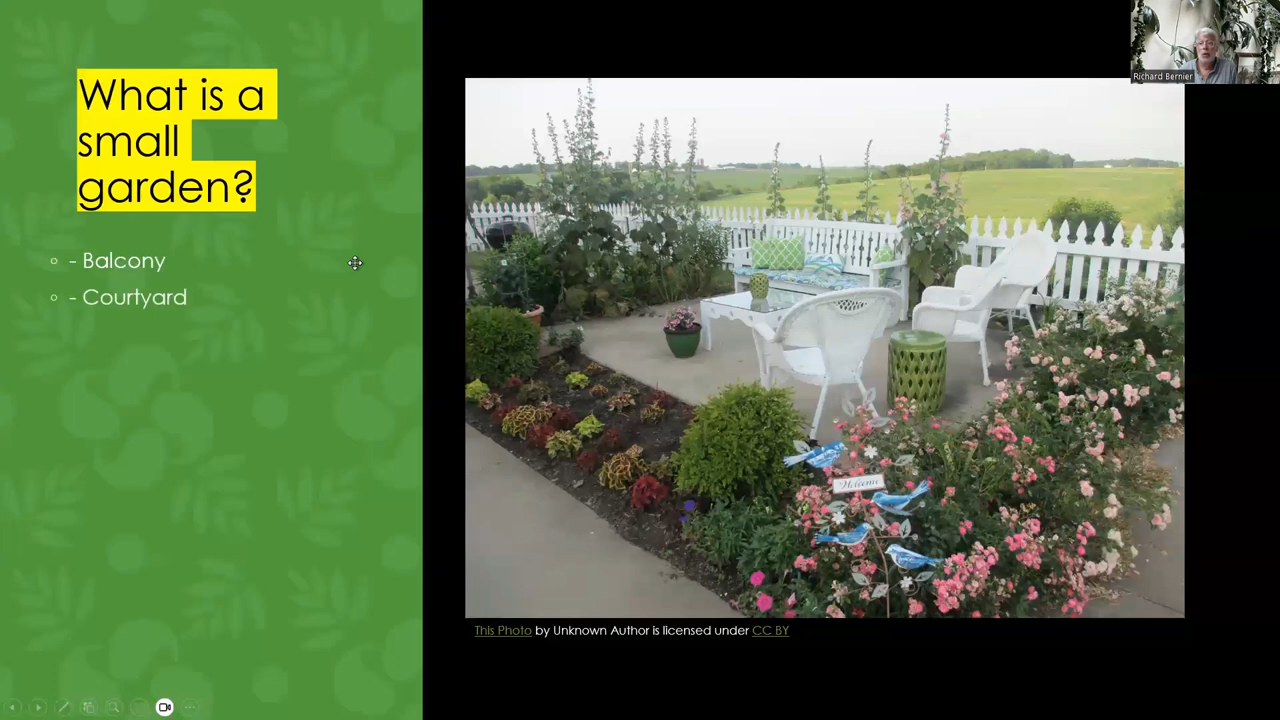 What is a
small
garden?
- Balcony
- Courtyard
Richard Bernier
Welcome
This Photo by Unknown Author is licensed under CC BY